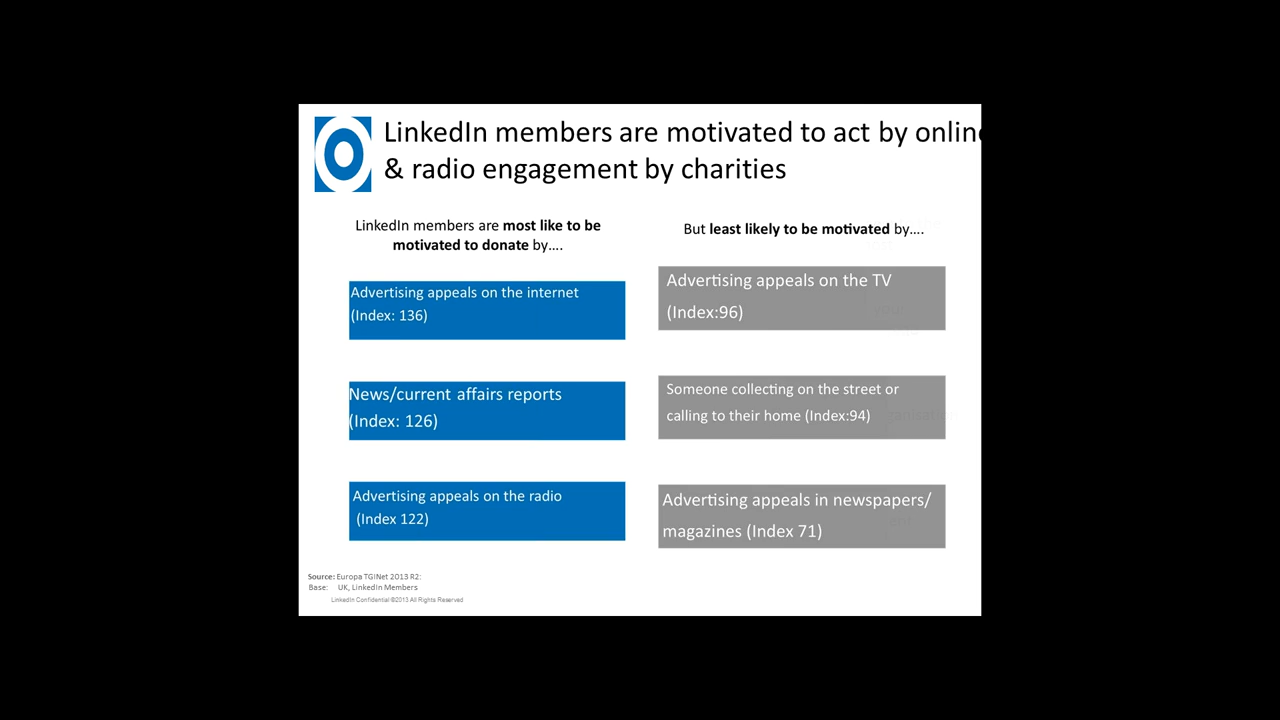 LinkedIn members are motivated to act by online
& radio engagement by charities
LinkedIn members are most like to be
motivated to donate by....
But least likely to be motivated by....
Advertising appeals on the internet
(Index: 136)
Advertising appeals on the TV
(Index:96)
News/current affairs reports
(Index: 126)
Someone collecting on the street or
calling to their home (Index:94)
Advertising appeals on the radio
(Index 122)
Advertising appeals in newspapers/
magazines (Index 71)
Source: Europa TGINet 2013 R2:
Base: UK, LinkedIn Members
LinkedIn Confidential ©2013 All Rights Reserved